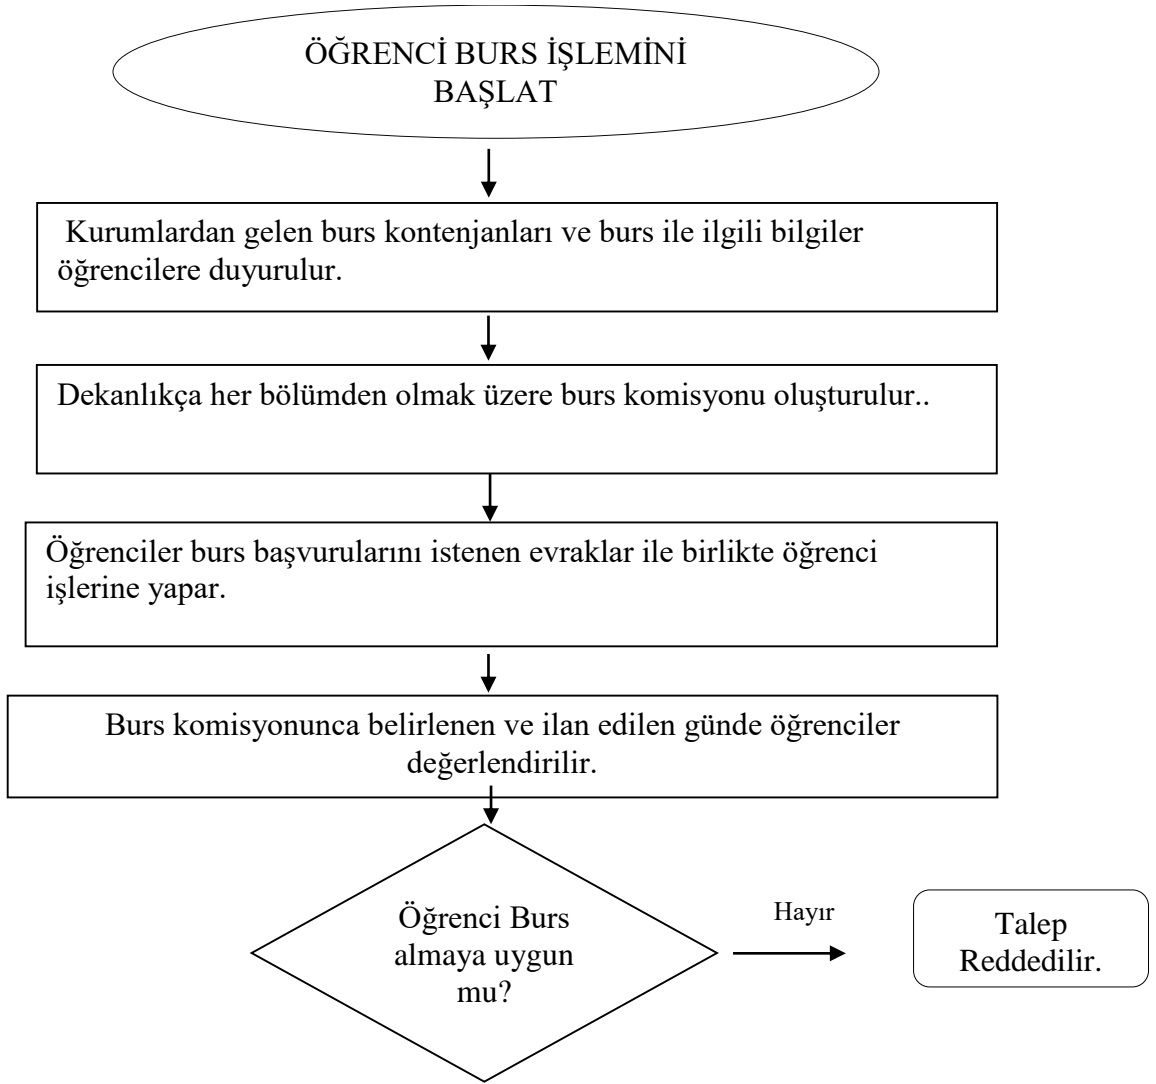 ÖĞRENCİ BURS İŞLEMİNİ
BAŞLAT
Kurumlardan gelen burs kontenjanları ve burs ile ilgili bilgiler
öğrencilere duyurulur.
Dekanlıkça her bölümden olmak üzere burs komisyonu oluşturulur..
Öğrenciler burs başvurularını istenen evraklar ile birlikte öğrenci
işlerine yapar.
Burs komisyonunca belirlenen ve ilan edilen günde öğrenciler
değerlendirilir.
Öğrenci Burs
almaya uygun
mu?
Hayır
Talep
Reddedilir.